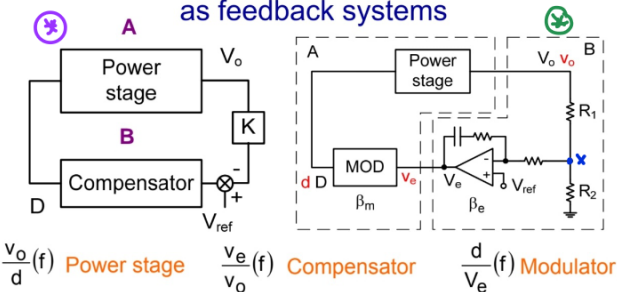 as feedback systems
A
Power
stage
Vo
K
B
Compensator
-
+
D
Vref
A
Power
stage
Vo vo
B
R1
x
R2
MOD
d D
ve
Ve
-
+
Vref
βm
βe
vo/d (f) Power stage
ve/vo (f) Compensator
d/Ve (f) Modulator